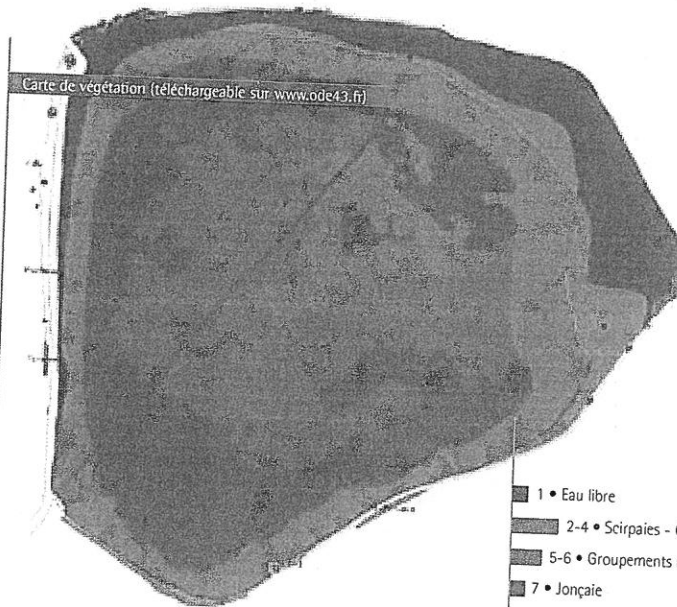 Carte de végétation (téléchargeable sur www.ode43.fr)
1 • Eau libre
2-4 • Scirpaies -
5-6 • Groupements
7 • Jonçaie